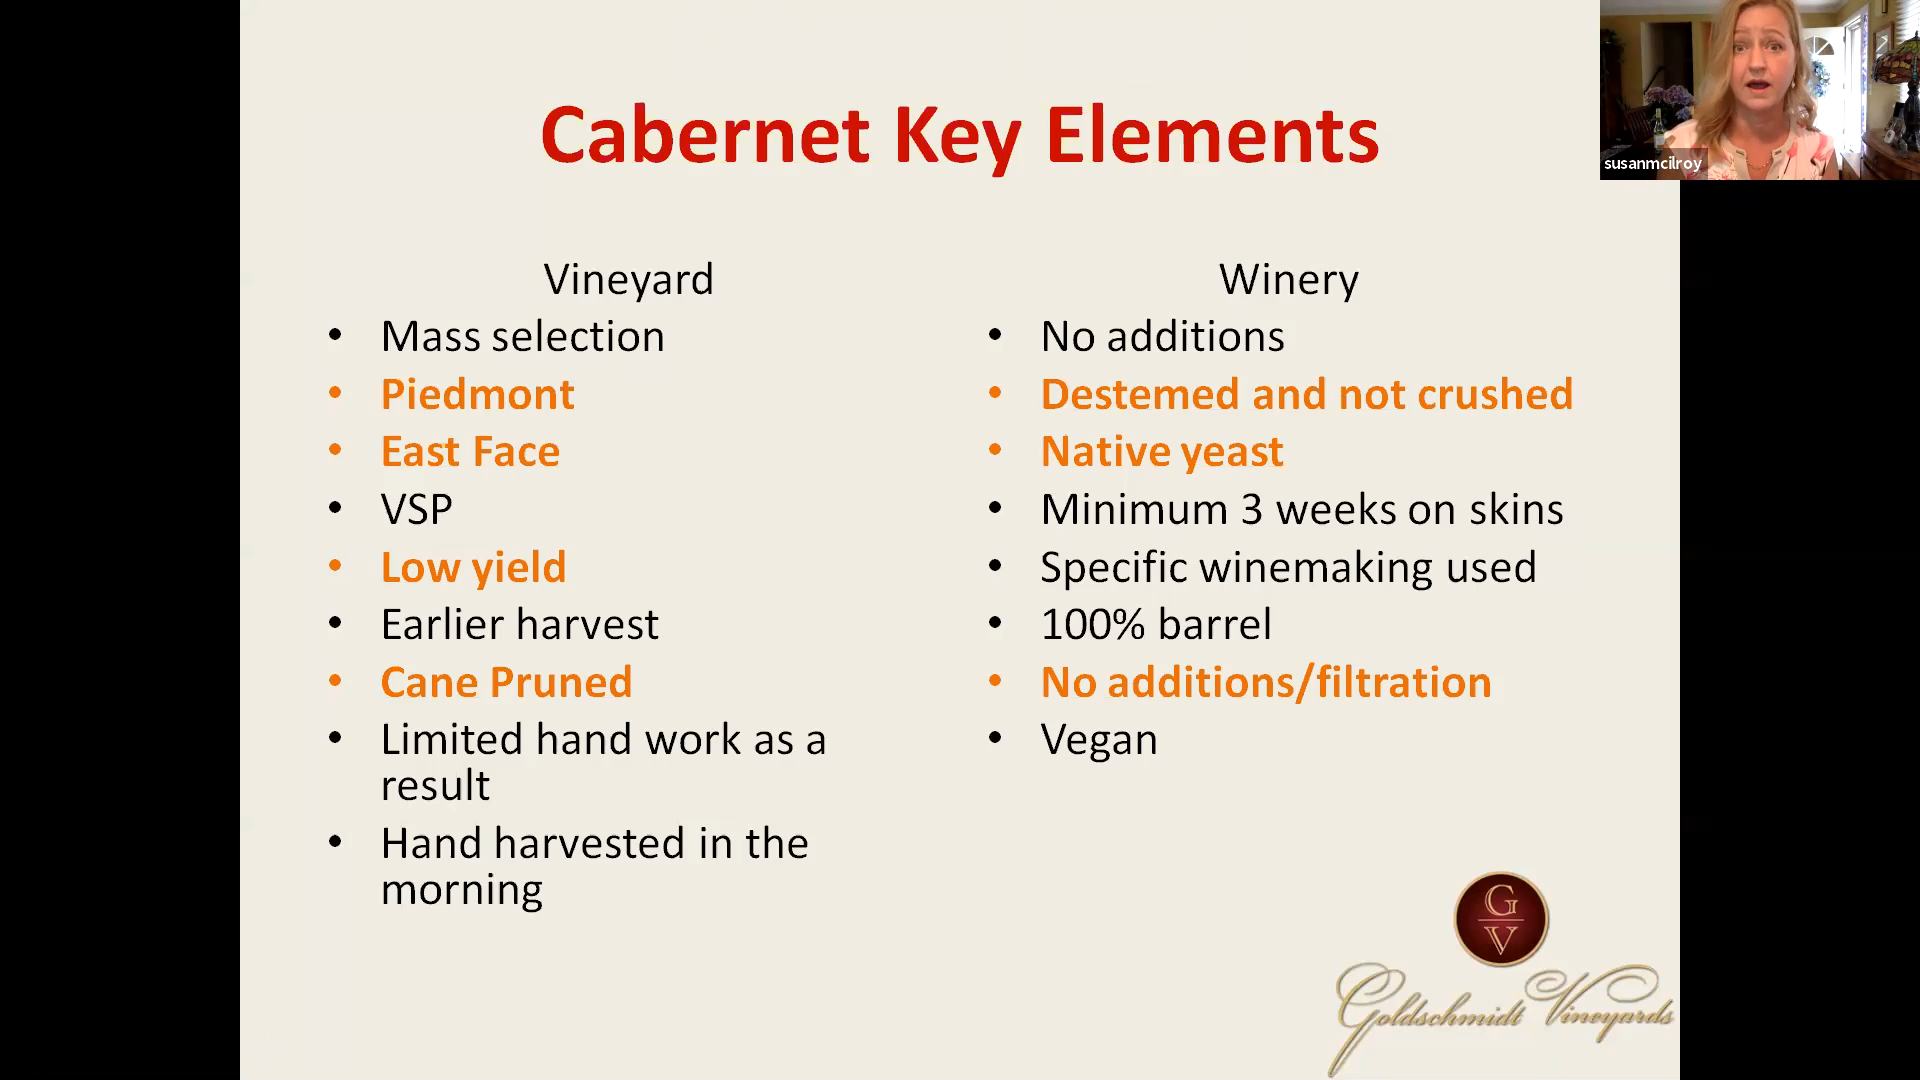 Cabernet Key Elements
susanmcilroy
Vineyard
• Mass selection
• Piedmont
• East Face
• VSP
• Low yield
• Earlier harvest
• Cane Pruned
• Limited hand work as a
result
• Hand harvested in the
morning
Winery
• No additions
• Destemed and not crushed
• Native yeast
• Minimum 3 weeks on skins
• Specific winemaking used
• 100% barrel
• No additions/filtration
• Vegan
G
V
Goldschmidt Vineyards